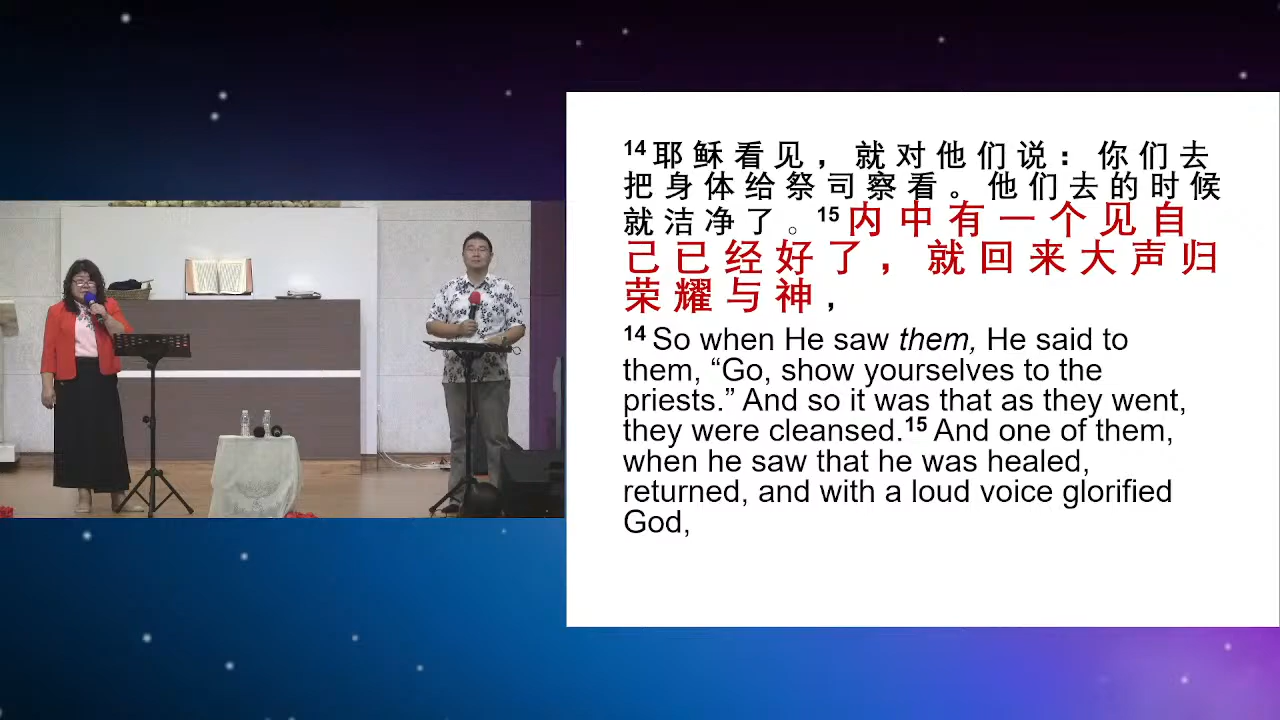 14 耶稣看见，就对他们说：你们去
把身体给祭司察看。他们去的时候
就洁净了。15 内中有一个见自
己已经好了，就回来大声归
荣耀与神，
14 So when He saw them, He said to
them, “Go, show yourselves to the
priests.” And so it was that as they went,
they were cleansed.15 And one of them,
when he saw that he was healed,
returned, and with a loud voice glorified
God,